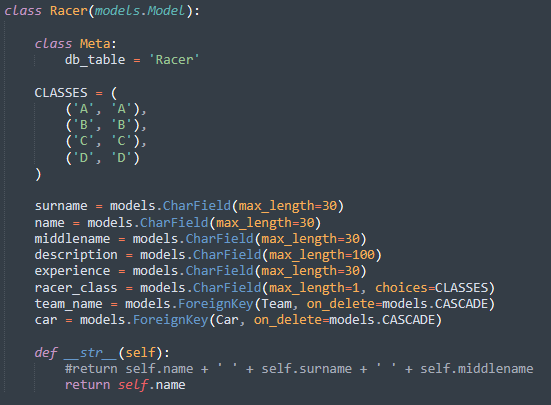 class Racer(models.Model):
class Meta:
db_table = 'Racer'
CLASSES = (
('A', 'A'),
('B', 'B'),
('C', 'C'),
('D', 'D')
)
surname = models.CharField(max_length=30)
name = models.CharField(max_length=30)
middlename = models.CharField(max_length=30)
description = models.CharField(max_length=100)
experience = models.CharField(max_length=30)
racer_class = models.CharField(max_length=1, choices=CLASSES)
team_name = models.ForeignKey(Team, on_delete=models.CASCADE)
car = models.ForeignKey(Car, on_delete=models.CASCADE)
def __str__(self):
#return self.name + ' ' + self.surname + ' ' + self.middlename
return self.name